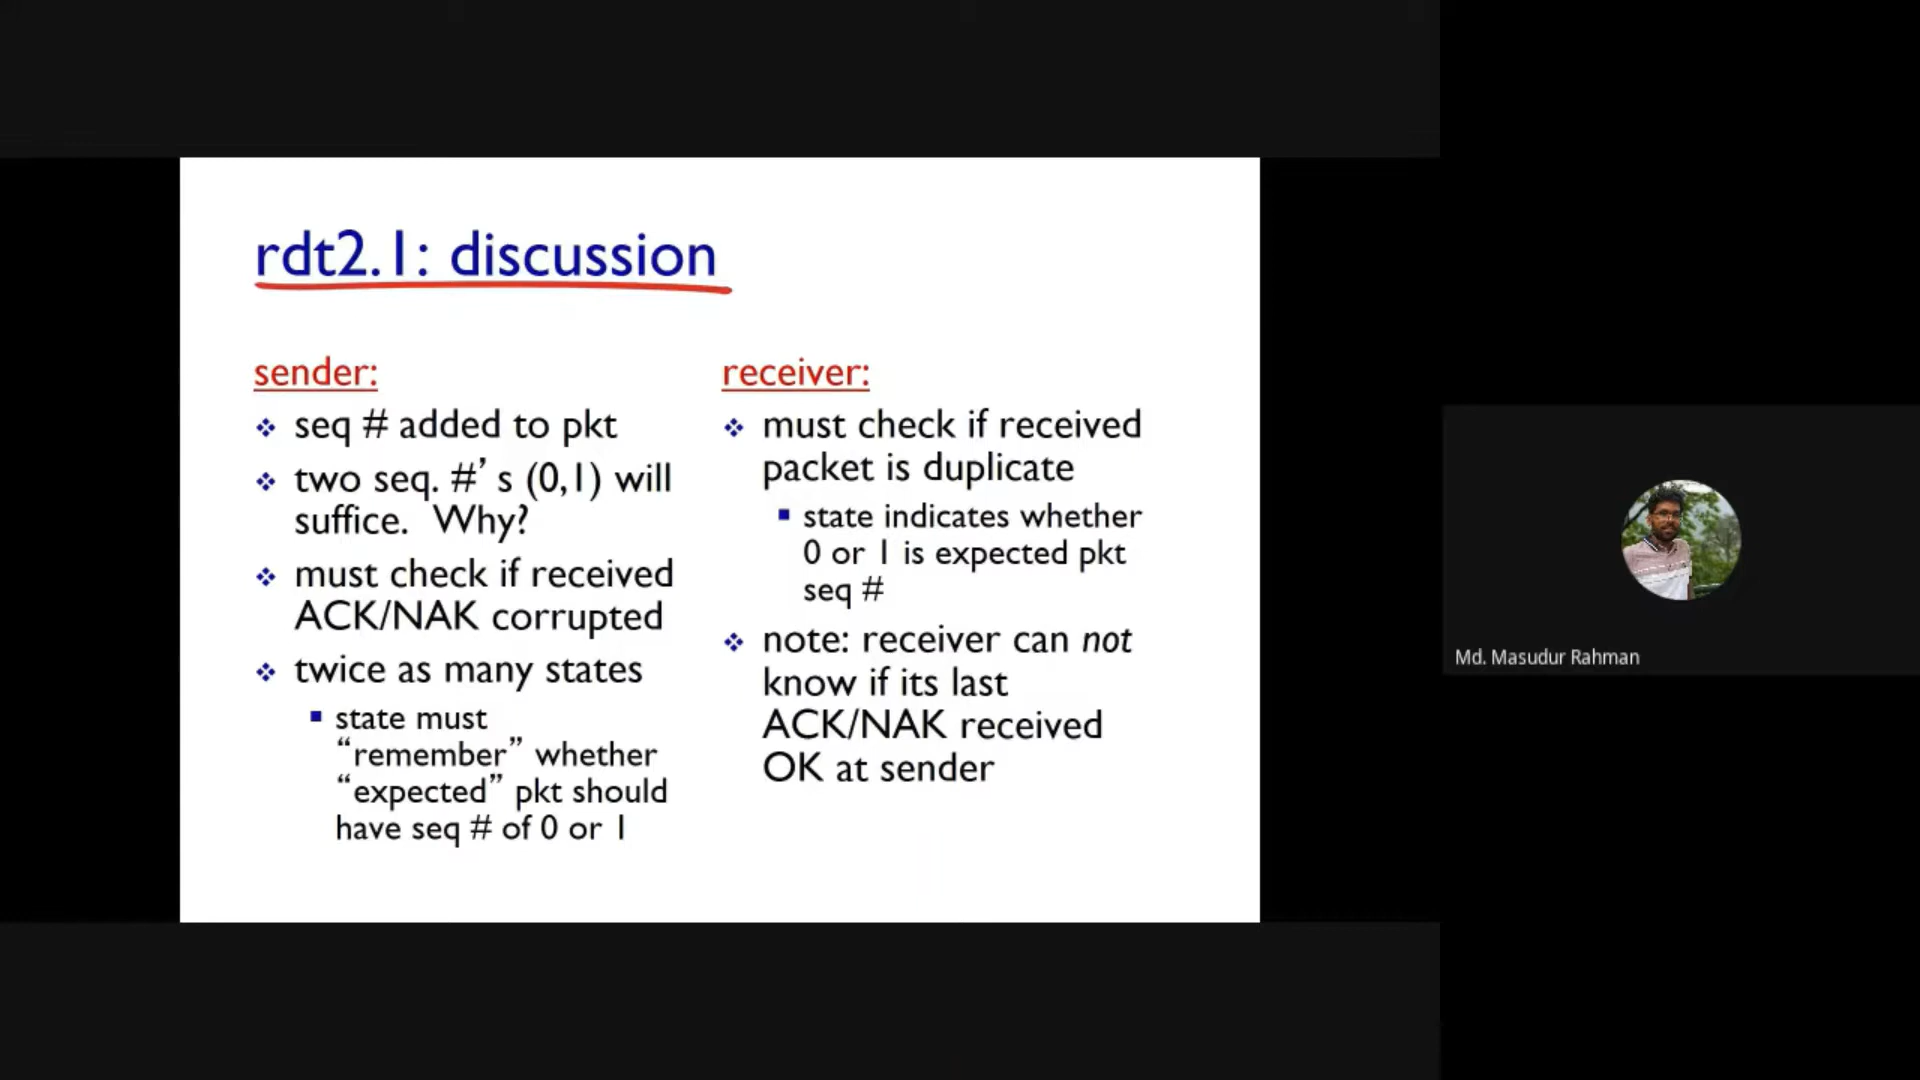 rdt2.1: discussion
sender:
seq # added to pkt
two seq. #’s (0,1) will
suffice. Why?
must check if received
ACK/NAK corrupted
twice as many states
state must
“remember” whether
“expected” pkt should
have seq # of 0 or 1
receiver:
must check if received
packet is duplicate
state indicates whether
0 or 1 is expected pkt
seq #
note: receiver can not
know if its last
ACK/NAK received
OK at sender
Md. Masudur Rahman